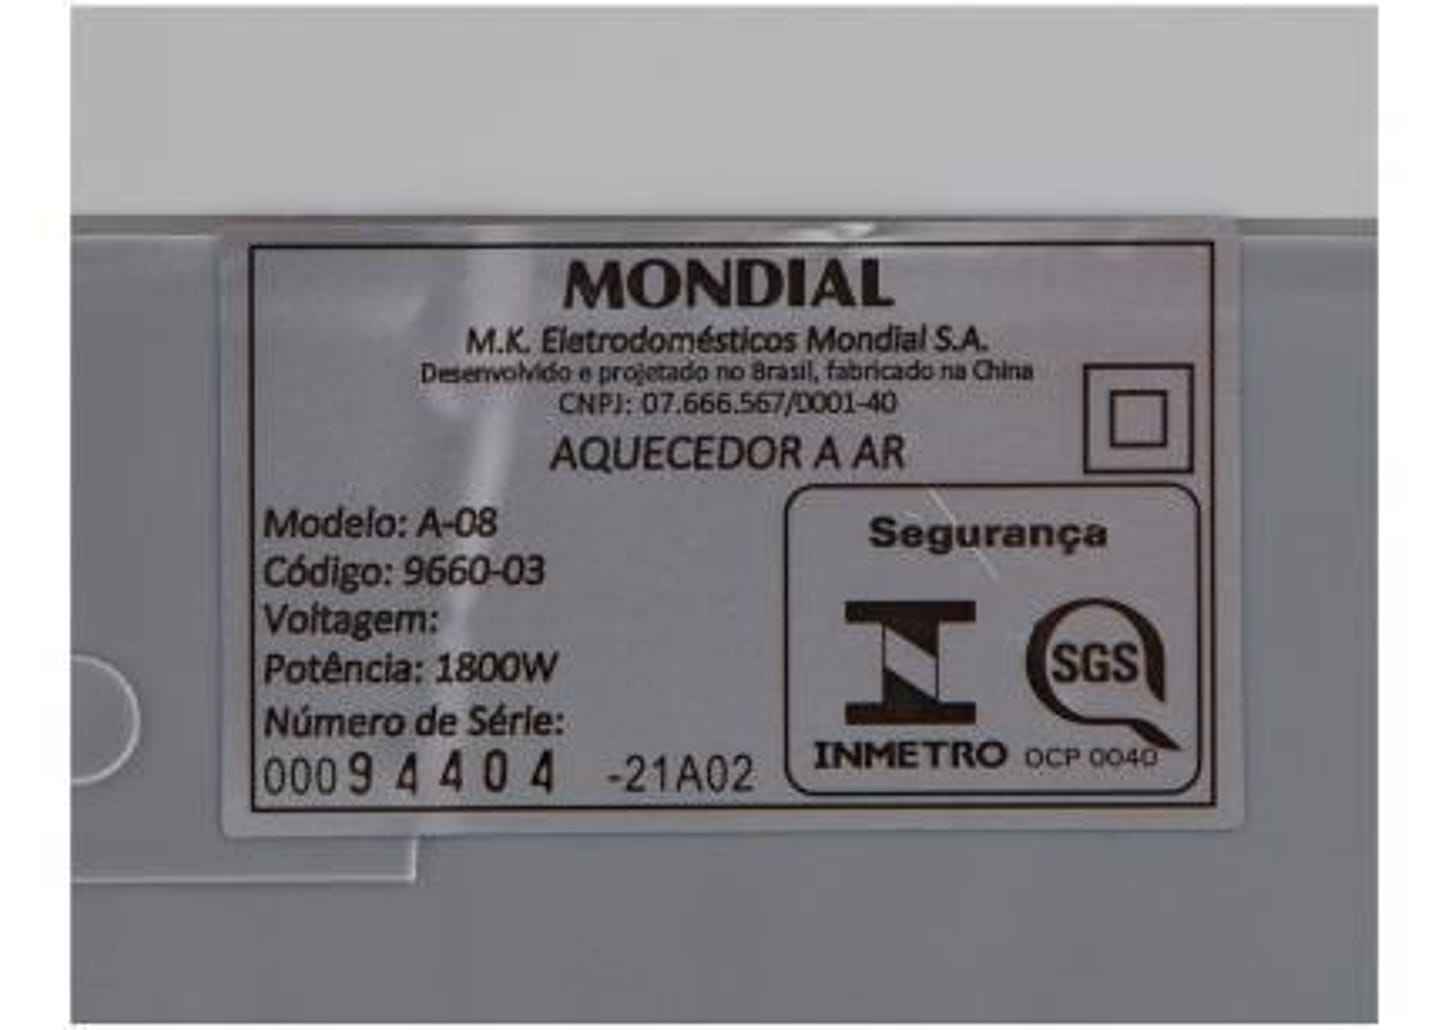 MONDIAL
M.K. Eletrodomésticos Mondial S.A.
Desenvolvido e projetado no Brasil, fabricado na China
CNPJ: 07.666.567/0001-40
AQUECEDOR A AR
Modelo: A-08
Código: 9660-03
Voltagem:
Potência: 1800W
Número de Série:
00094404 -21A02
Segurança
SGS
INMETRO OCP 0040